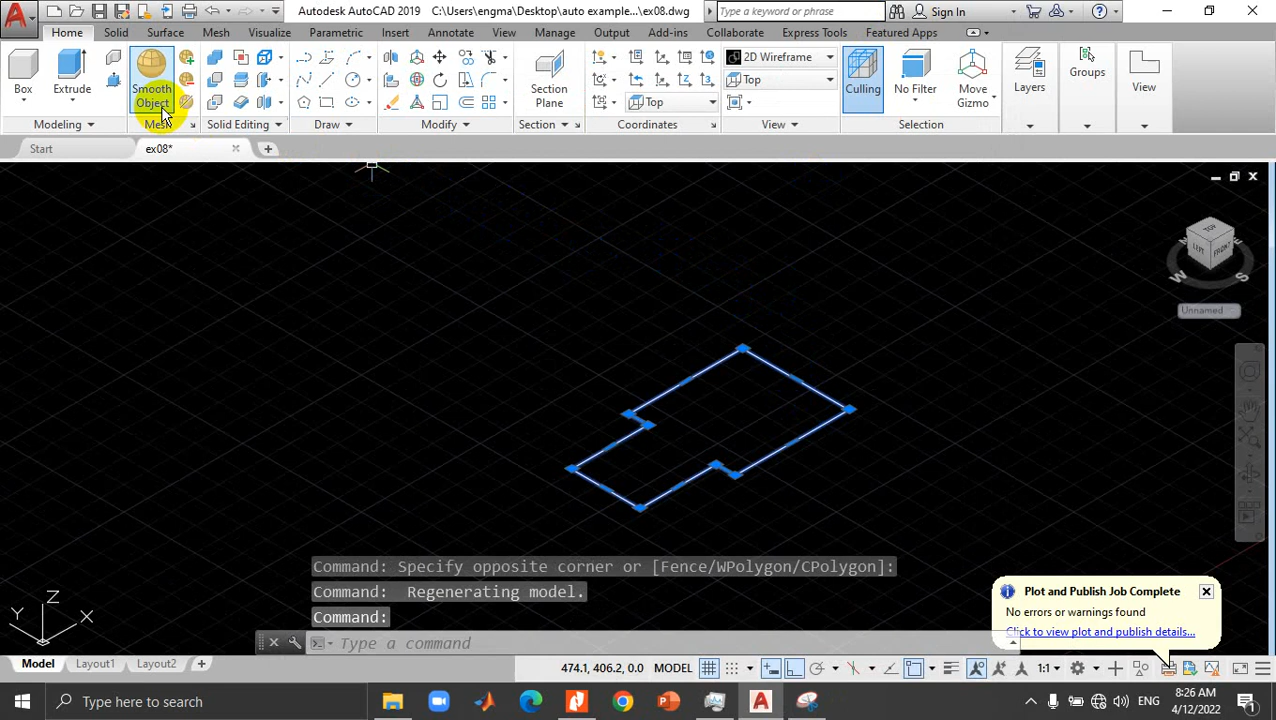 Autodesk AutoCAD 2019 C:\Users\engma\Desktop\auto example...\ex08.dwg
Type a keyword or phrase
Sign In
Home Solid Surface Mesh Visualize Parametric Insert Annotate View Manage Output Add-ins Collaborate Express Tools Featured Apps
Box
Extrude
Smooth
Object
Section
Plane
2D Wireframe
Top
Top
Culling
No Filter
Move
Gizmo
Layers
Groups
View
Modeling
Mesh
Solid Editing
Draw
Modify
Section
Coordinates
View
Selection
Start
ex08*
TOP
LEFT
FRONT
W
S
Unnamed
Command: Specify opposite corner or [Fence/WPolygon/CPolygon]:
Command: Regenerating model.
Command:
Type a command
Plot and Publish Job Complete
No errors or warnings found
Click to view plot and publish details...
Z
Y
X
Model Layout1 Layout2
474.1, 406.2, 0.0 MODEL
1:1
Type here to search
ENG
8:26 AM
4/12/2022